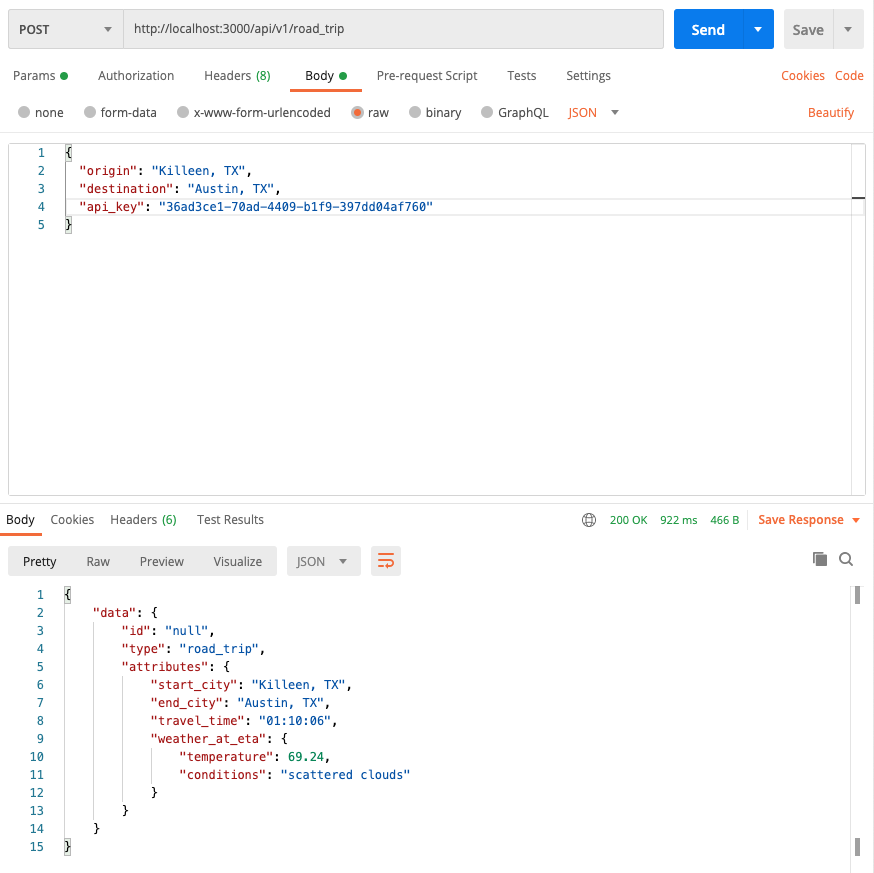 POST http://localhost:3000/api/v1/road_trip Send Save
Params Authorization Headers (8) Body Pre-request Script Tests Settings Cookies Code
none form-data x-www-form-urlencoded raw binary GraphQL JSON Beautify
1 {
2 "origin": "Killeen, TX",
3 "destination": "Austin, TX",
4 "api_key": "36ad3ce1-70ad-4409-b1f9-397dd04af760"
5 }
Body Cookies Headers (6) Test Results 200 OK 922 ms 466 B Save Response
Pretty Raw Preview Visualize JSON
1 {
2 "data": {
3 "id": "null",
4 "type": "road_trip",
5 "attributes": {
6 "start_city": "Killeen, TX",
7 "end_city": "Austin, TX",
8 "travel_time": "01:10:06",
9 "weather_at_eta": {
10 "temperature": 69.24,
11 "conditions": "scattered clouds"
12 }
13 }
14 }
15 }